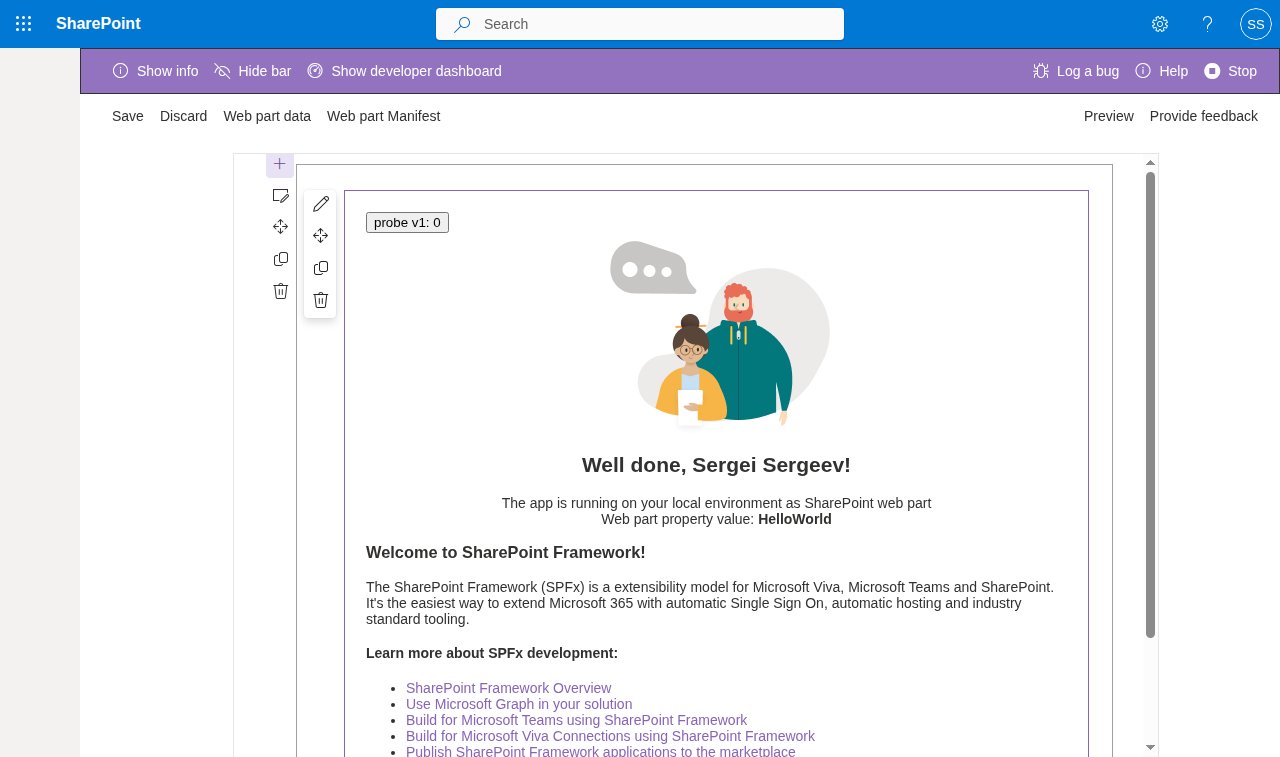 SharePoint
Search
SS
Show info
Hide bar
Show developer dashboard
Log a bug
Help
Stop
Save
Discard
Web part data
Web part Manifest
Preview
Provide feedback
probe v1: 0
Well done, Sergei Sergeev!
The app is running on your local environment as SharePoint web part
Web part property value: HelloWorld
Welcome to SharePoint Framework!
The SharePoint Framework (SPFx) is a extensibility model for Microsoft Viva, Microsoft Teams and SharePoint.
It's the easiest way to extend Microsoft 365 with automatic Single Sign On, automatic hosting and industry
standard tooling.
Learn more about SPFx development:
SharePoint Framework Overview
Use Microsoft Graph in your solution
Build for Microsoft Teams using SharePoint Framework
Build for Microsoft Viva Connections using SharePoint Framework
Publish SharePoint Framework applications to the marketplace